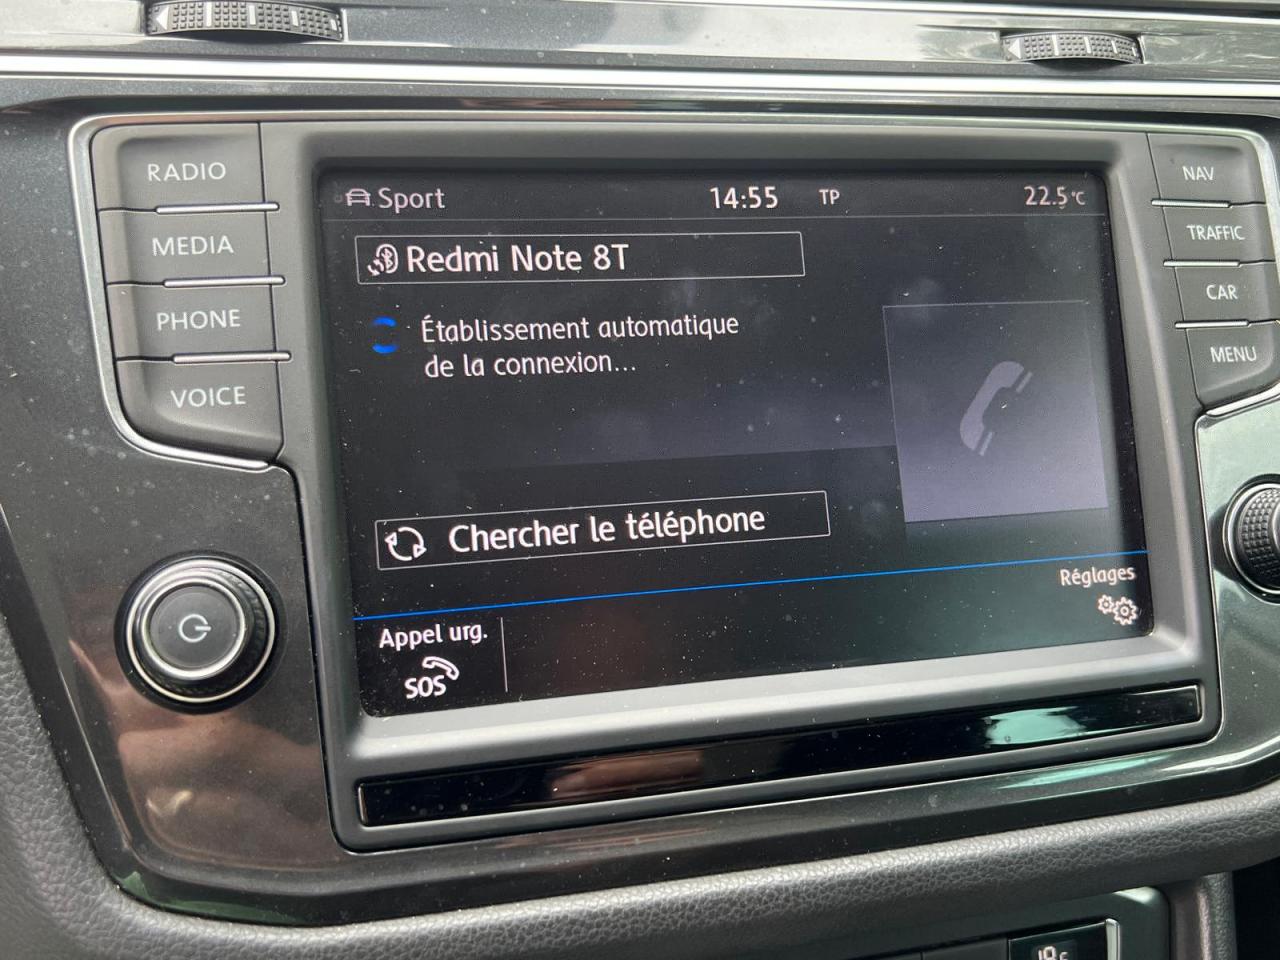 RADIO
MEDIA
PHONE
VOICE
Sport 14:55 TP 22.5°C
Redmi Note 8T
Établissement automatique
de la connexion...
Chercher le téléphone
Réglages
Appel urg.
SOS
NAV
TRAFFIC
CAR
MENU